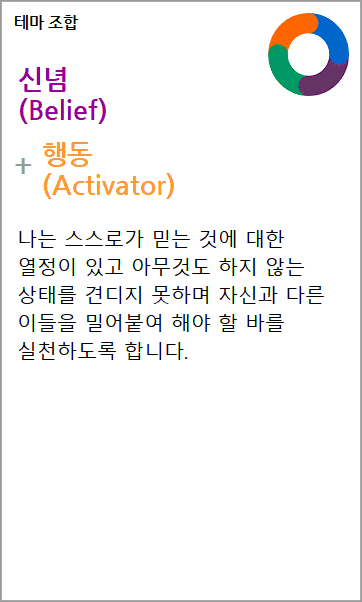 테마 조합
신념
(Belief)
+ 행동
(Activator)
나는 스스로가 믿는 것에 대한
열정이 있고 아무것도 하지 않는
상태를 견디지 못하며 자신과 다른
이들을 밀어붙여 해야 할 바를
실천하도록 합니다.